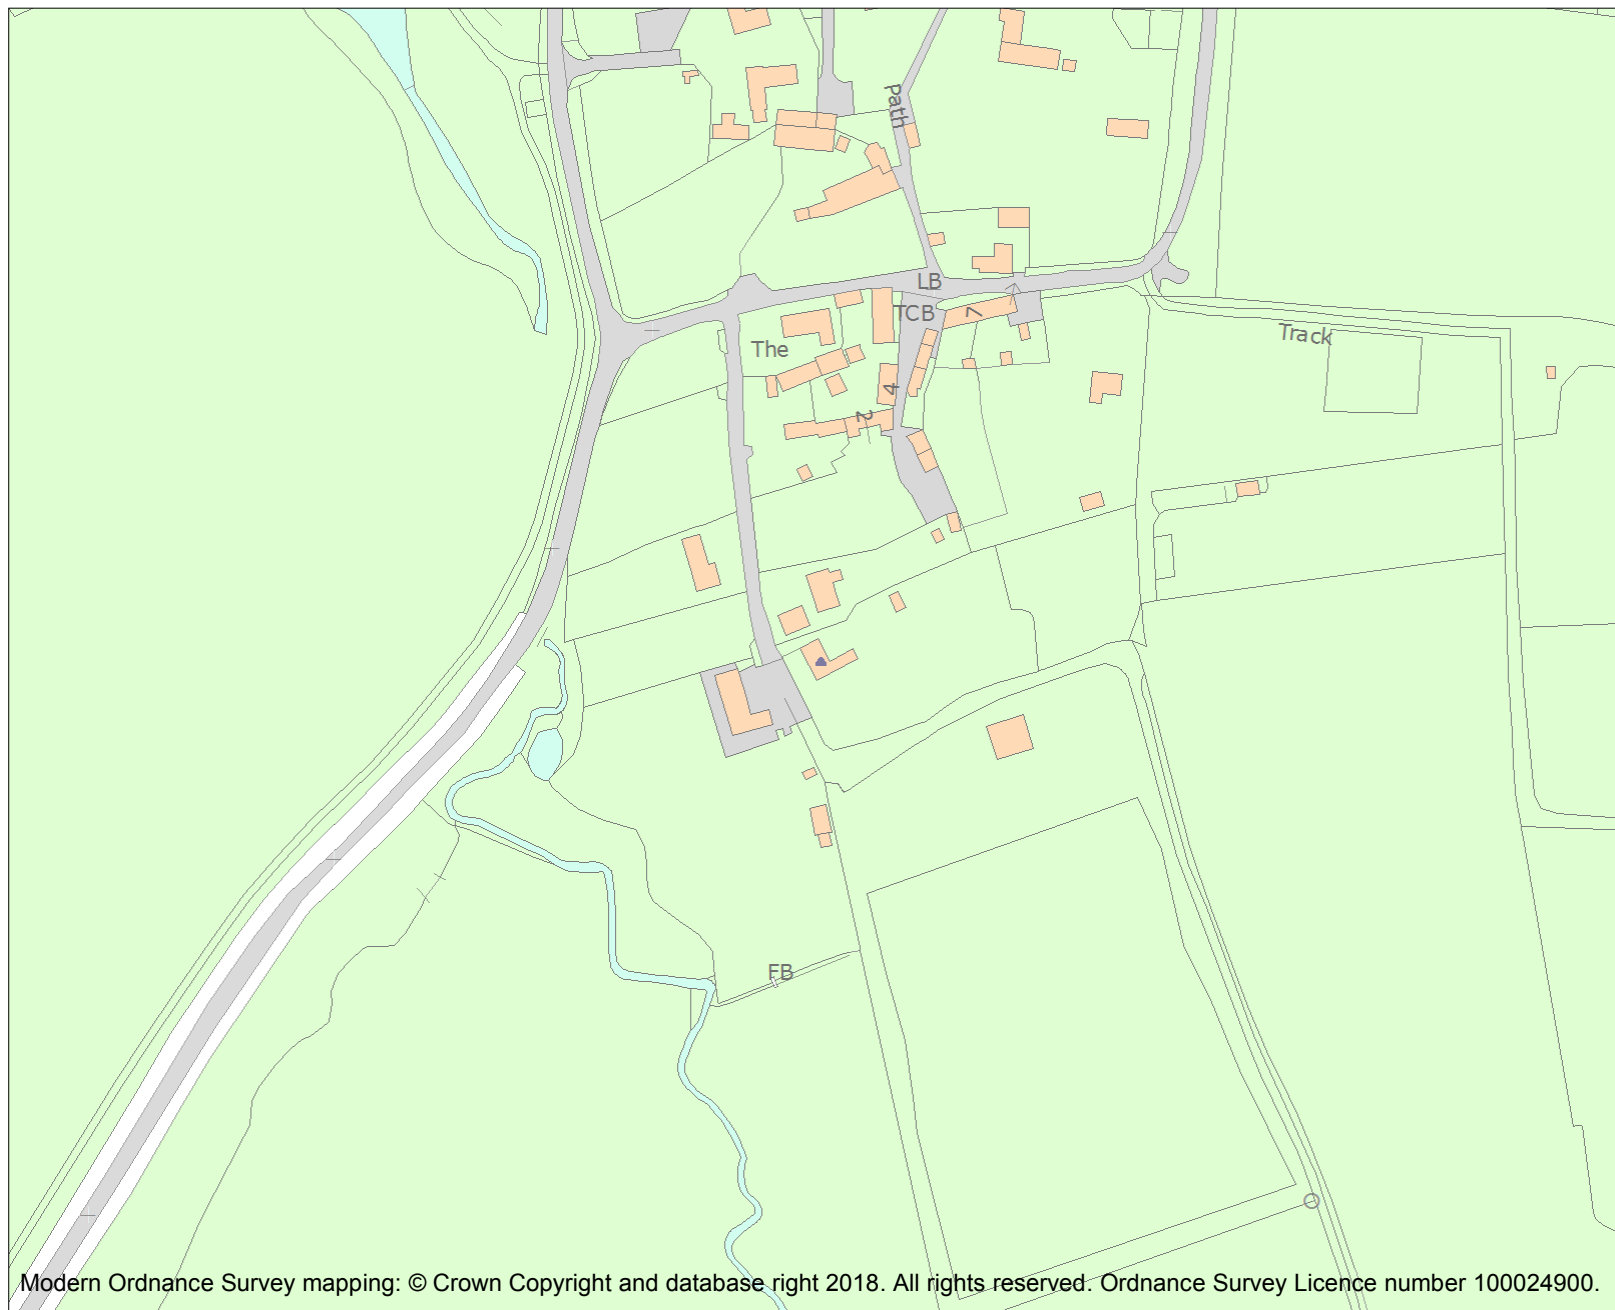 Path
LB
TCB
7
Track
The
4
2
FB
Modern Ordnance Survey mapping: © Crown Copyright and database right 2018. All rights reserved. Ordnance Survey Licence number 100024900.